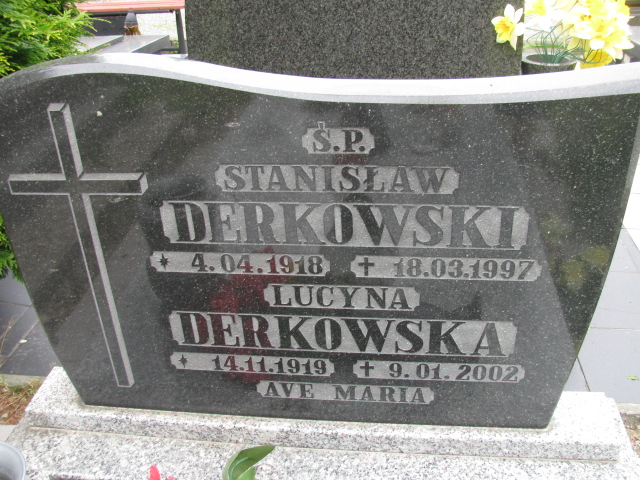 Ś.P.
STANISŁAW
DERKOWSKI
* 4.04.1918 ✝ 18.03.1997
LUCYNA
DERKOWSKA
* 14.11.1919 ✝ 9.01.2002
AVE MARIA